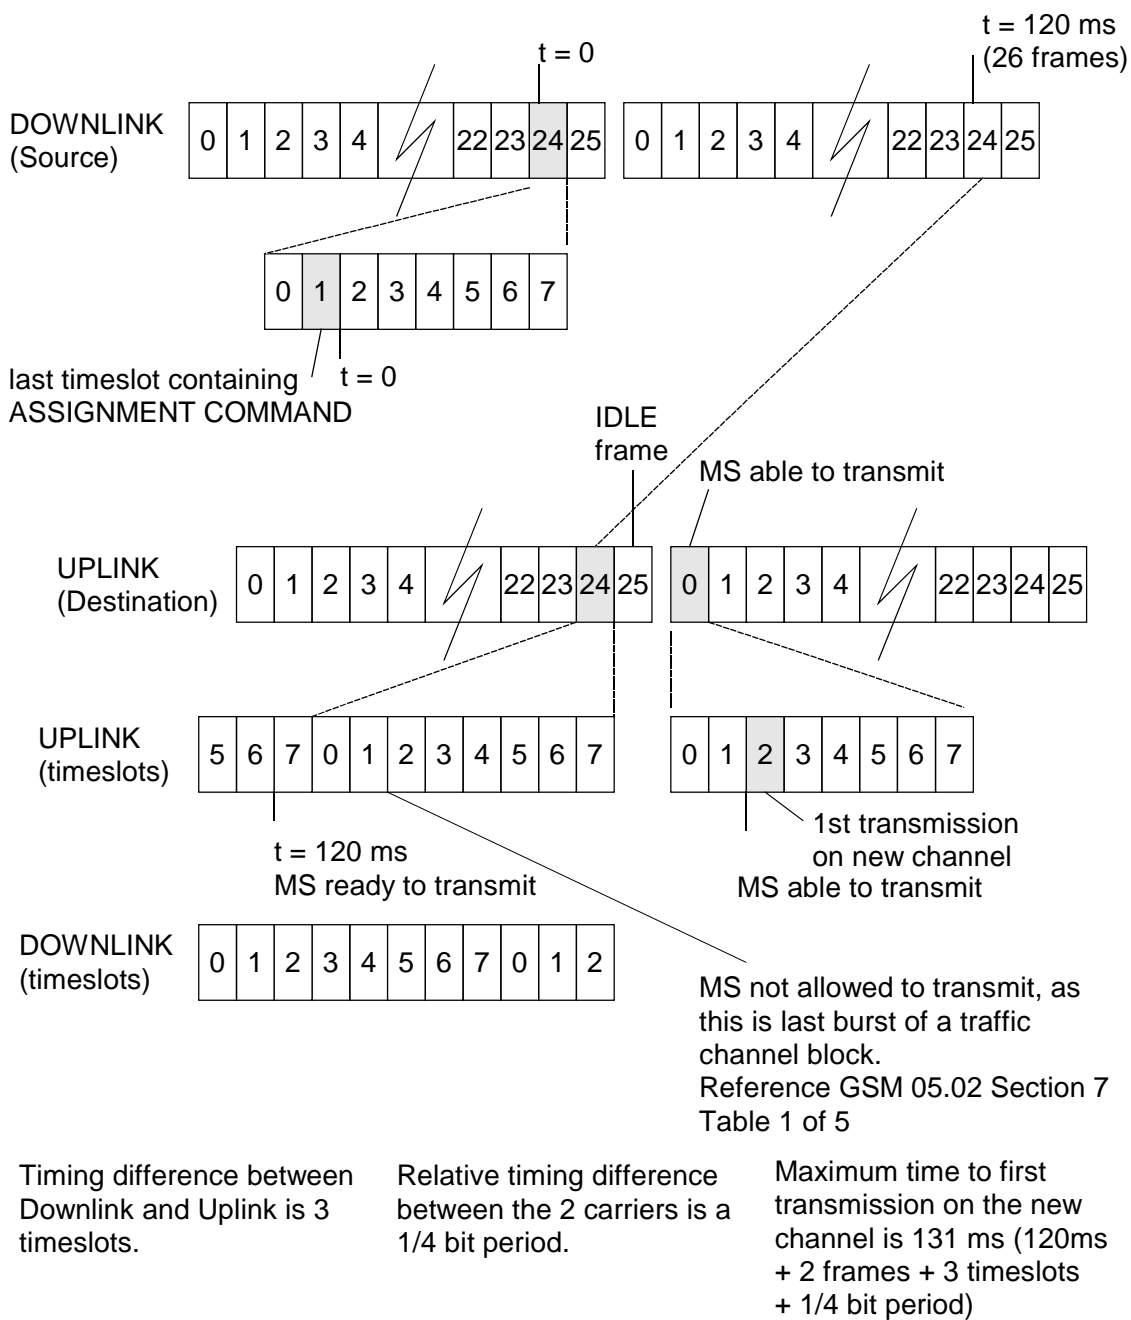 t = 120 ms
(26 frames)
t = 0
DOWNLINK
(Source)
0 1 2 3 4 22 23 24 25 0 1 2 3 4 22 23 24 25
0 1 2 3 4 5 6 7
last timeslot containing
ASSIGNMENT COMMAND
t = 0
IDLE
frame
MS able to transmit
UPLINK
(Destination)
0 1 2 3 4 22 23 24 25 0 1 2 3 4 22 23 24 25
UPLINK
(timeslots)
5 6 7 0 1 2 3 4 5 6 7 0 1 2 3 4 5 6 7
t = 120 ms
MS ready to transmit
1st transmission
on new channel
MS able to transmit
DOWNLINK
(timeslots)
0 1 2 3 4 5 6 7 0 1 2
MS not allowed to transmit, as
this is last burst of a traffic
channel block.
Reference GSM 05.02 Section 7
Table 1 of 5
Timing difference between
Downlink and Uplink is 3
timeslots.
Relative timing difference
between the 2 carriers is a
1/4 bit period.
Maximum time to first
transmission on the new
channel is 131 ms (120ms
+ 2 frames + 3 timeslots
+ 1/4 bit period)